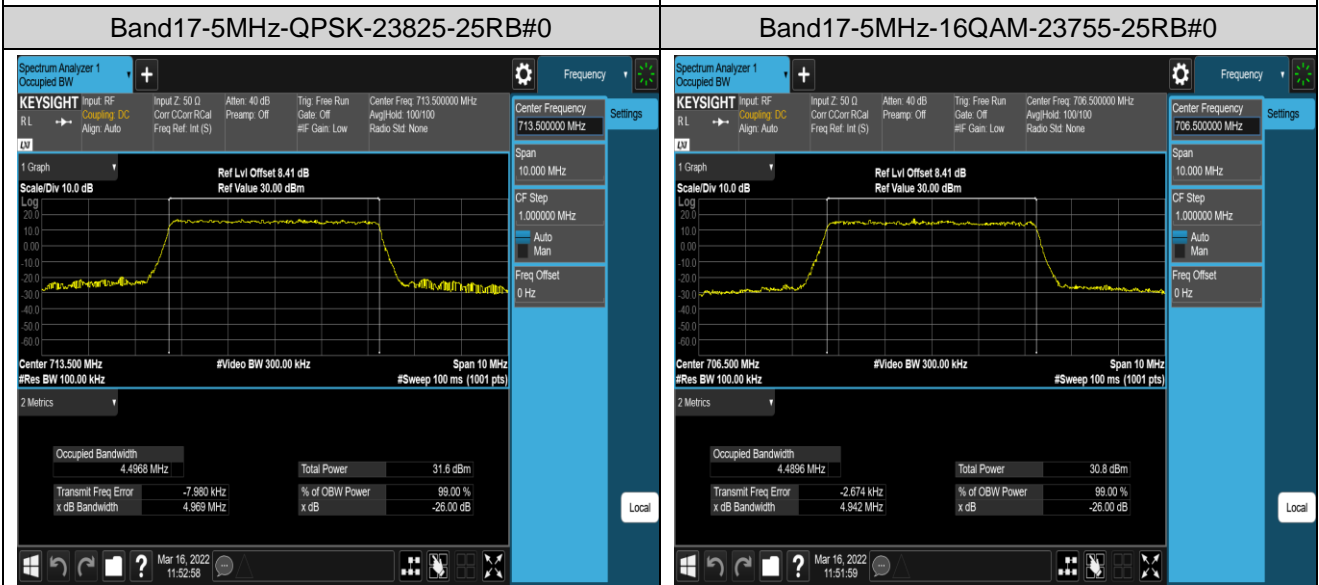 Band17-5MHz-QPSK-23825-25RB#0
Spectrum Analyzer 1
Occupied BW
+
Frequency
KEYSIGHT
RL
LXI
Input: RF
Coupling: DC
Align: Auto
Input Z: 50 Ω
Corr CCorr RCal
Freq Ref: Int (S)
Atten: 40 dB
Preamp: Off
Trig: Free Run
Gate: Off
#IF Gain: Low
Center Freq: 713.500000 MHz
Avg|Hold: 100/100
Radio Std: None
Center Frequency
713.500000 MHz
Settings
Span
10.000 MHz
CF Step
1.000000 MHz
Auto
Man
Freq Offset
0 Hz
Local
1 Graph
Scale/Div 10.0 dB
Ref Lvl Offset 8.41 dB
Ref Value 30.00 dBm
Log
20.0
10.0
0.00
-10.0
-20.0
-30.0
-40.0
-50.0
-60.0
Center 713.500 MHz
#Video BW 300.00 kHz
Span 10 MHz
#Res BW 100.00 kHz
#Sweep 100 ms (1001 pts)
2 Metrics
Occupied Bandwidth
4.4968 MHz
Total Power 31.6 dBm
Transmit Freq Error -7.980 kHz
% of OBW Power 99.00 %
x dB Bandwidth 4.969 MHz
x dB -26.00 dB
?
Mar 16, 2022
11:52:58
Band17-5MHz-16QAM-23755-25RB#0
Spectrum Analyzer 1
Occupied BW
+
Frequency
KEYSIGHT
RL
LXI
Input: RF
Coupling: DC
Align: Auto
Input Z: 50 Ω
Corr CCorr RCal
Freq Ref: Int (S)
Atten: 40 dB
Preamp: Off
Trig: Free Run
Gate: Off
#IF Gain: Low
Center Freq: 706.500000 MHz
Avg|Hold: 100/100
Radio Std: None
Center Frequency
706.500000 MHz
Settings
Span
10.000 MHz
CF Step
1.000000 MHz
Auto
Man
Freq Offset
0 Hz
Local
1 Graph
Scale/Div 10.0 dB
Ref Lvl Offset 8.41 dB
Ref Value 30.00 dBm
Log
20.0
10.0
0.00
-10.0
-20.0
-30.0
-40.0
-50.0
-60.0
Center 706.500 MHz
#Video BW 300.00 kHz
Span 10 MHz
#Res BW 100.00 kHz
#Sweep 100 ms (1001 pts)
2 Metrics
Occupied Bandwidth
4.4896 MHz
Total Power 30.8 dBm
Transmit Freq Error -2.674 kHz
% of OBW Power 99.00 %
x dB Bandwidth 4.942 MHz
x dB -26.00 dB
?
Mar 16, 2022
11:51:59